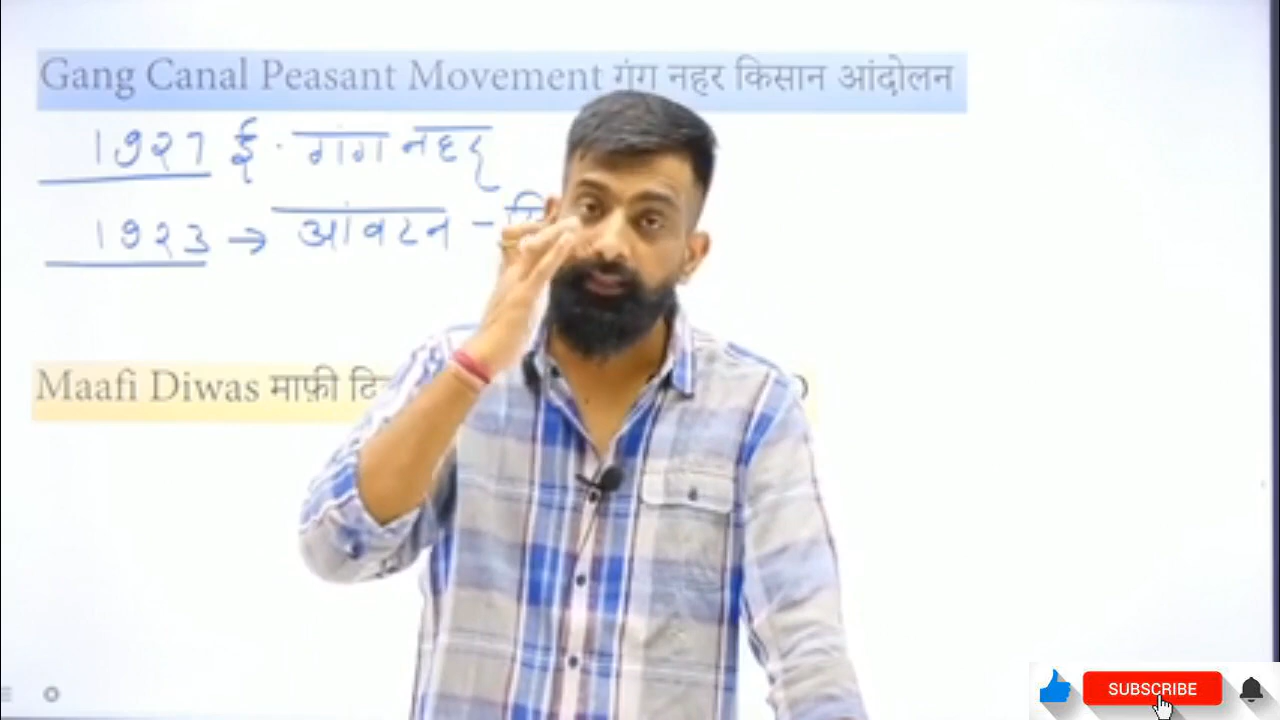 Gang Canal Peasant Movement गंग नहर किसान आंदोलन
1927 ई. गंग नहर
1923 → आंवटन -
Maafi Diwas माफ़ी
SUBSCRIBE